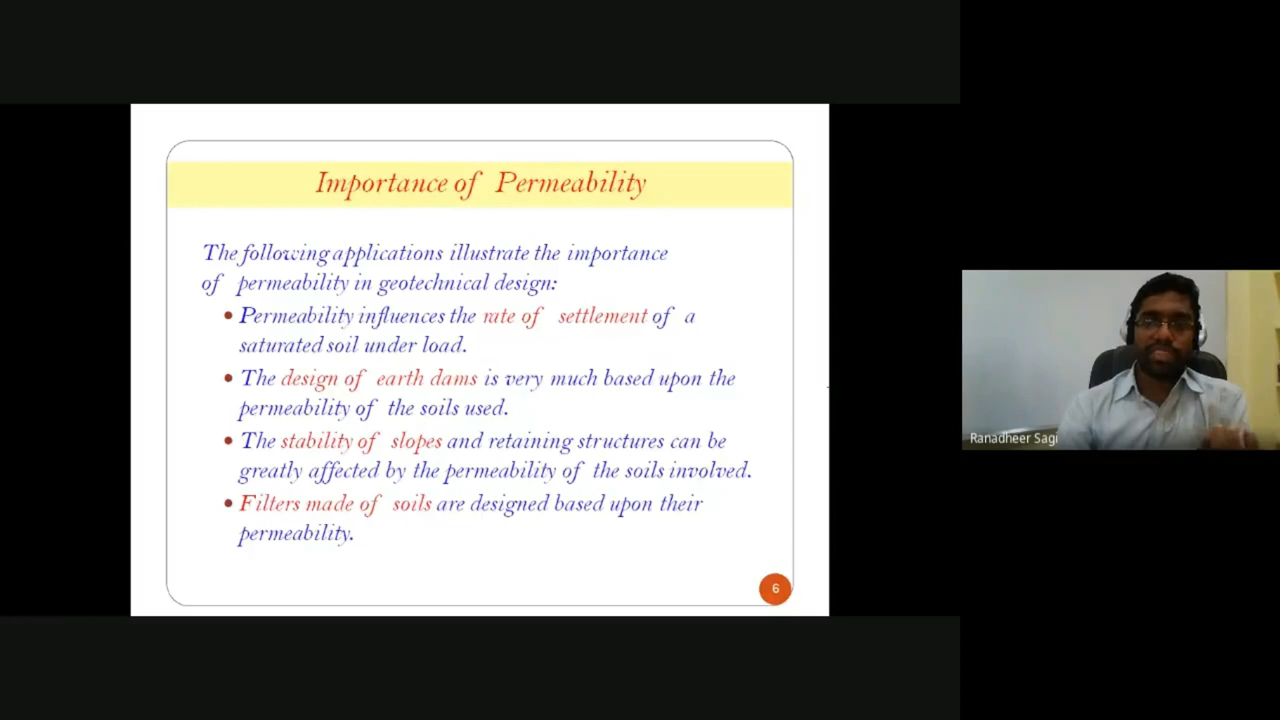 Importance of Permeability
The following applications illustrate the importance
of permeability in geotechnical design:
• Permeability influences the rate of settlement of a
saturated soil under load.
• The design of earth dams is very much based upon the
permeability of the soils used.
• The stability of slopes and retaining structures can be
greatly affected by the permeability of the soils involved.
• Filters made of soils are designed based upon their
permeability.
6
Ranadheer Sagi